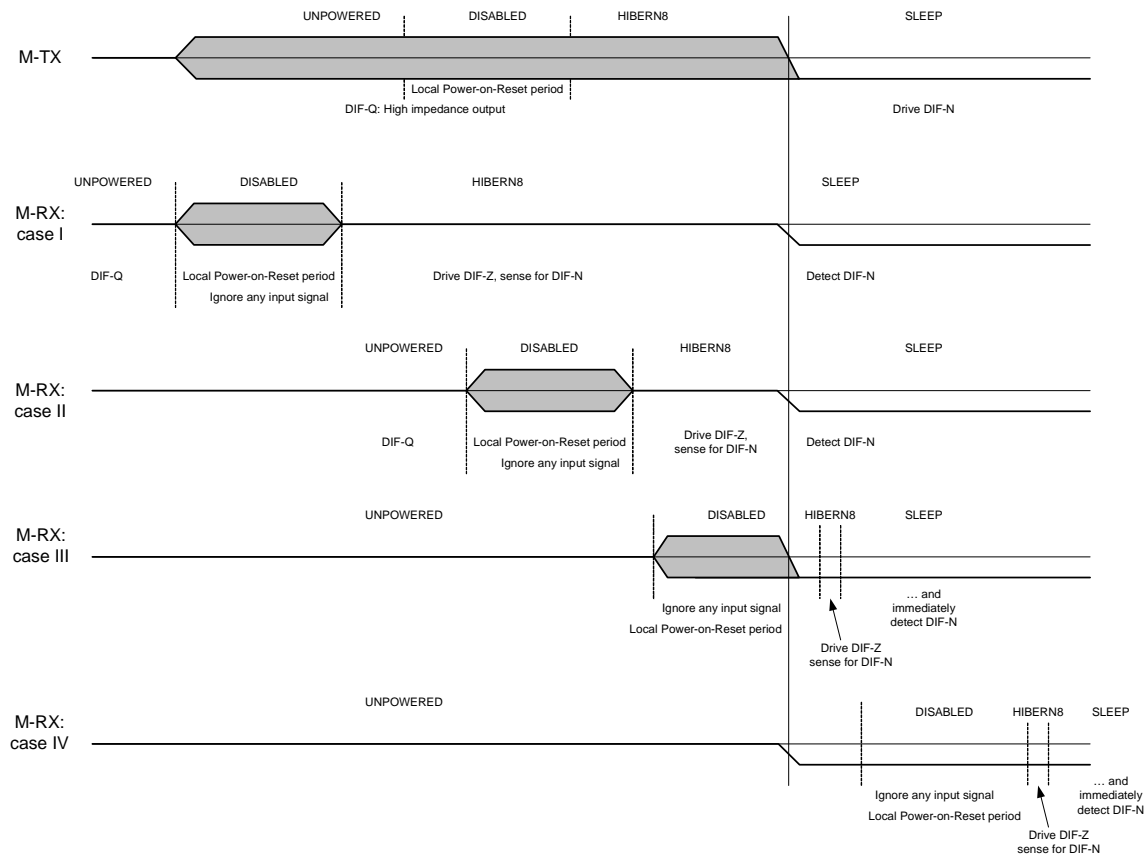 UNPOWERED DISABLED HIBERN8 SLEEP
M-TX
Local Power-on-Reset period
DIF-Q: High impedance output Drive DIF-N
UNPOWERED DISABLED HIBERN8 SLEEP
M-RX:
case I
DIF-Q Local Power-on-Reset period Drive DIF-Z, sense for DIF-N Detect DIF-N
Ignore any input signal
UNPOWERED DISABLED HIBERN8 SLEEP
M-RX:
case II
DIF-Q Local Power-on-Reset period Drive DIF-Z,
sense for DIF-N Detect DIF-N
Ignore any input signal
UNPOWERED DISABLED HIBERN8 SLEEP
M-RX:
case III
Ignore any input signal
Local Power-on-Reset period
Drive DIF-Z
sense for DIF-N
... and
immediately
detect DIF-N
UNPOWERED DISABLED HIBERN8 SLEEP
M-RX:
case IV
Ignore any input signal
Local Power-on-Reset period
Drive DIF-Z
sense for DIF-N
... and
immediately
detect DIF-N